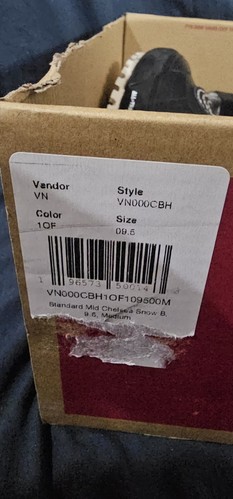 Vendor
VN
Style
VN000CBH
Color
1OF
Size
09.5
VN000CBH1OF109500M
Standard Mid Chelsea Snow B,
9.5, Medium